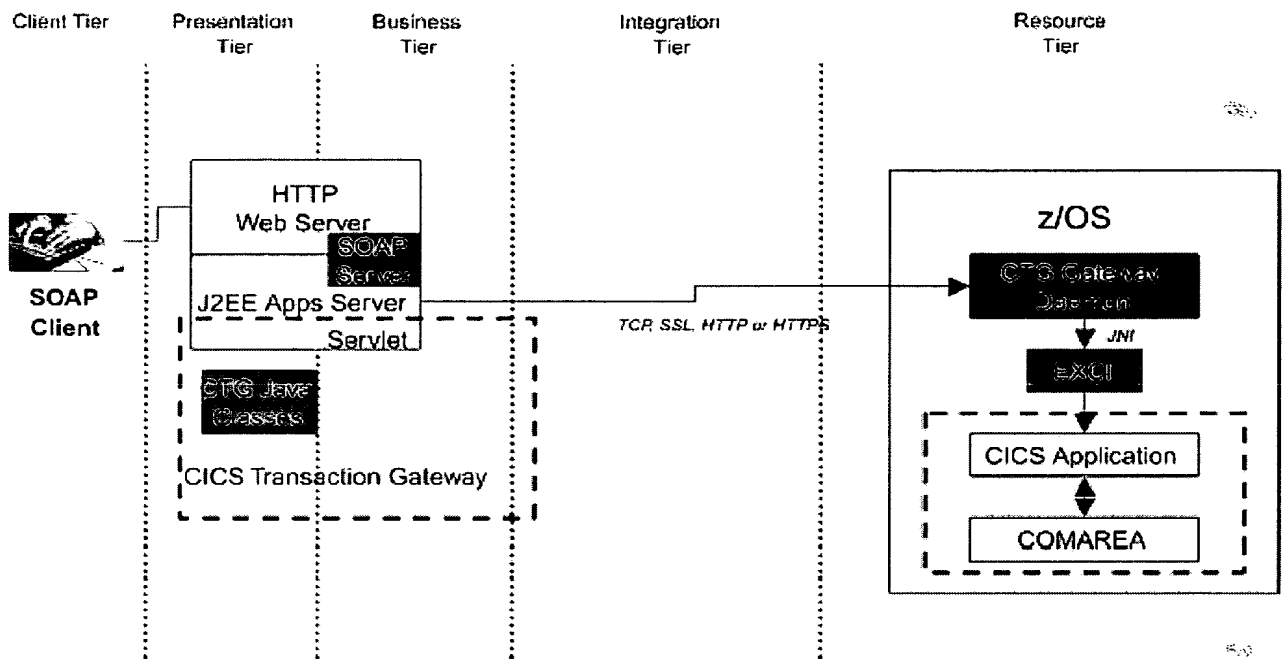 Client Tier
Presentation
Tier
Business
Tier
Integration
Tier
Resource
Tier
HTTP
Web Server
SOAP
Server
J2EE Apps Server
Servlet
SOAP
Client
CTG Java
Classes
CICS Transaction Gateway
TCP, SSL, HTTP or HTTPS
z/OS
CTG Gateway
Daemon
JNI
EXCI
CICS Application
COMAREA